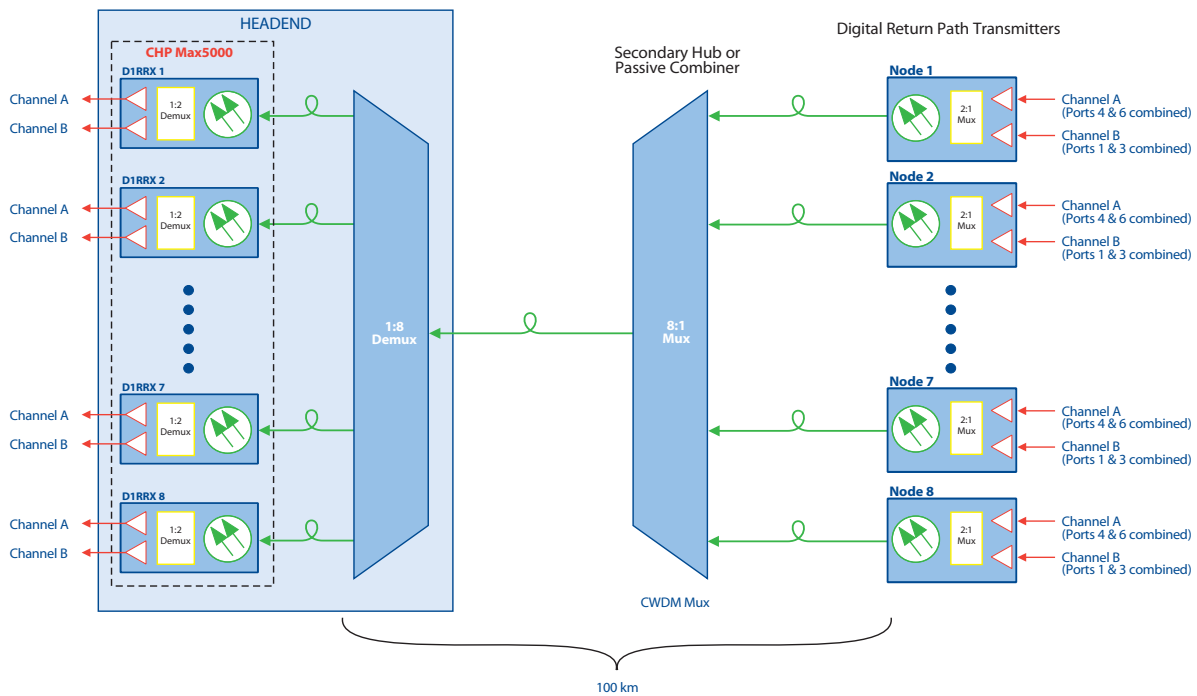 HEADEND
CHP Max5000
Secondary Hub or
Passive Combiner
Digital Return Path Transmitters
D1RRX 1
Channel A
Channel B
1:2
Demux
Node 1
2:1
Mux
Channel A
(Ports 4 & 6 combined)
Channel B
(Ports 1 & 3 combined)
D1RRX 2
Channel A
Channel B
1:2
Demux
Node 2
2:1
Mux
Channel A
(Ports 4 & 6 combined)
Channel B
(Ports 1 & 3 combined)
1:8
Demux
8:1
Mux
D1RRX 7
Channel A
Channel B
1:2
Demux
Node 7
2:1
Mux
Channel A
(Ports 4 & 6 combined)
Channel B
(Ports 1 & 3 combined)
D1RRX 8
Channel A
Channel B
1:2
Demux
Node 8
2:1
Mux
Channel A
(Ports 4 & 6 combined)
Channel B
(Ports 1 & 3 combined)
CWDM Mux
100 km